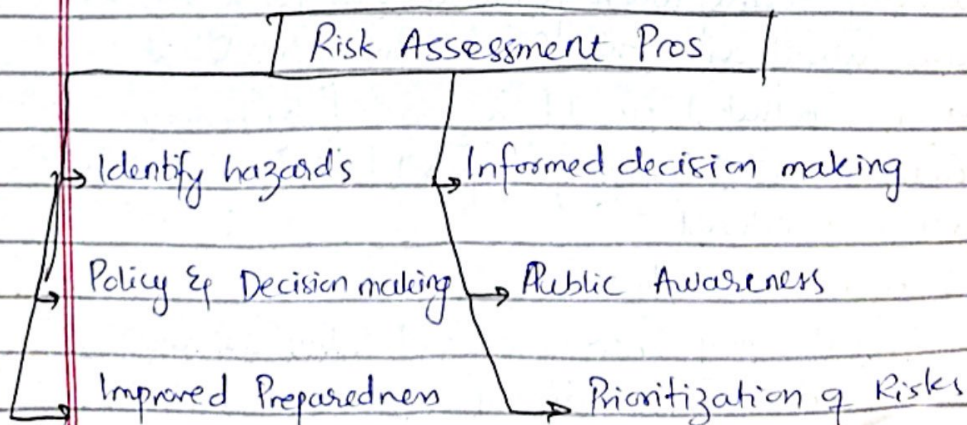 Risk Assessment Pros
Identify hazards
Informed decision making
Policy & Decision making
Public Awareness
Improved Preparedness
Prioritization of Risks